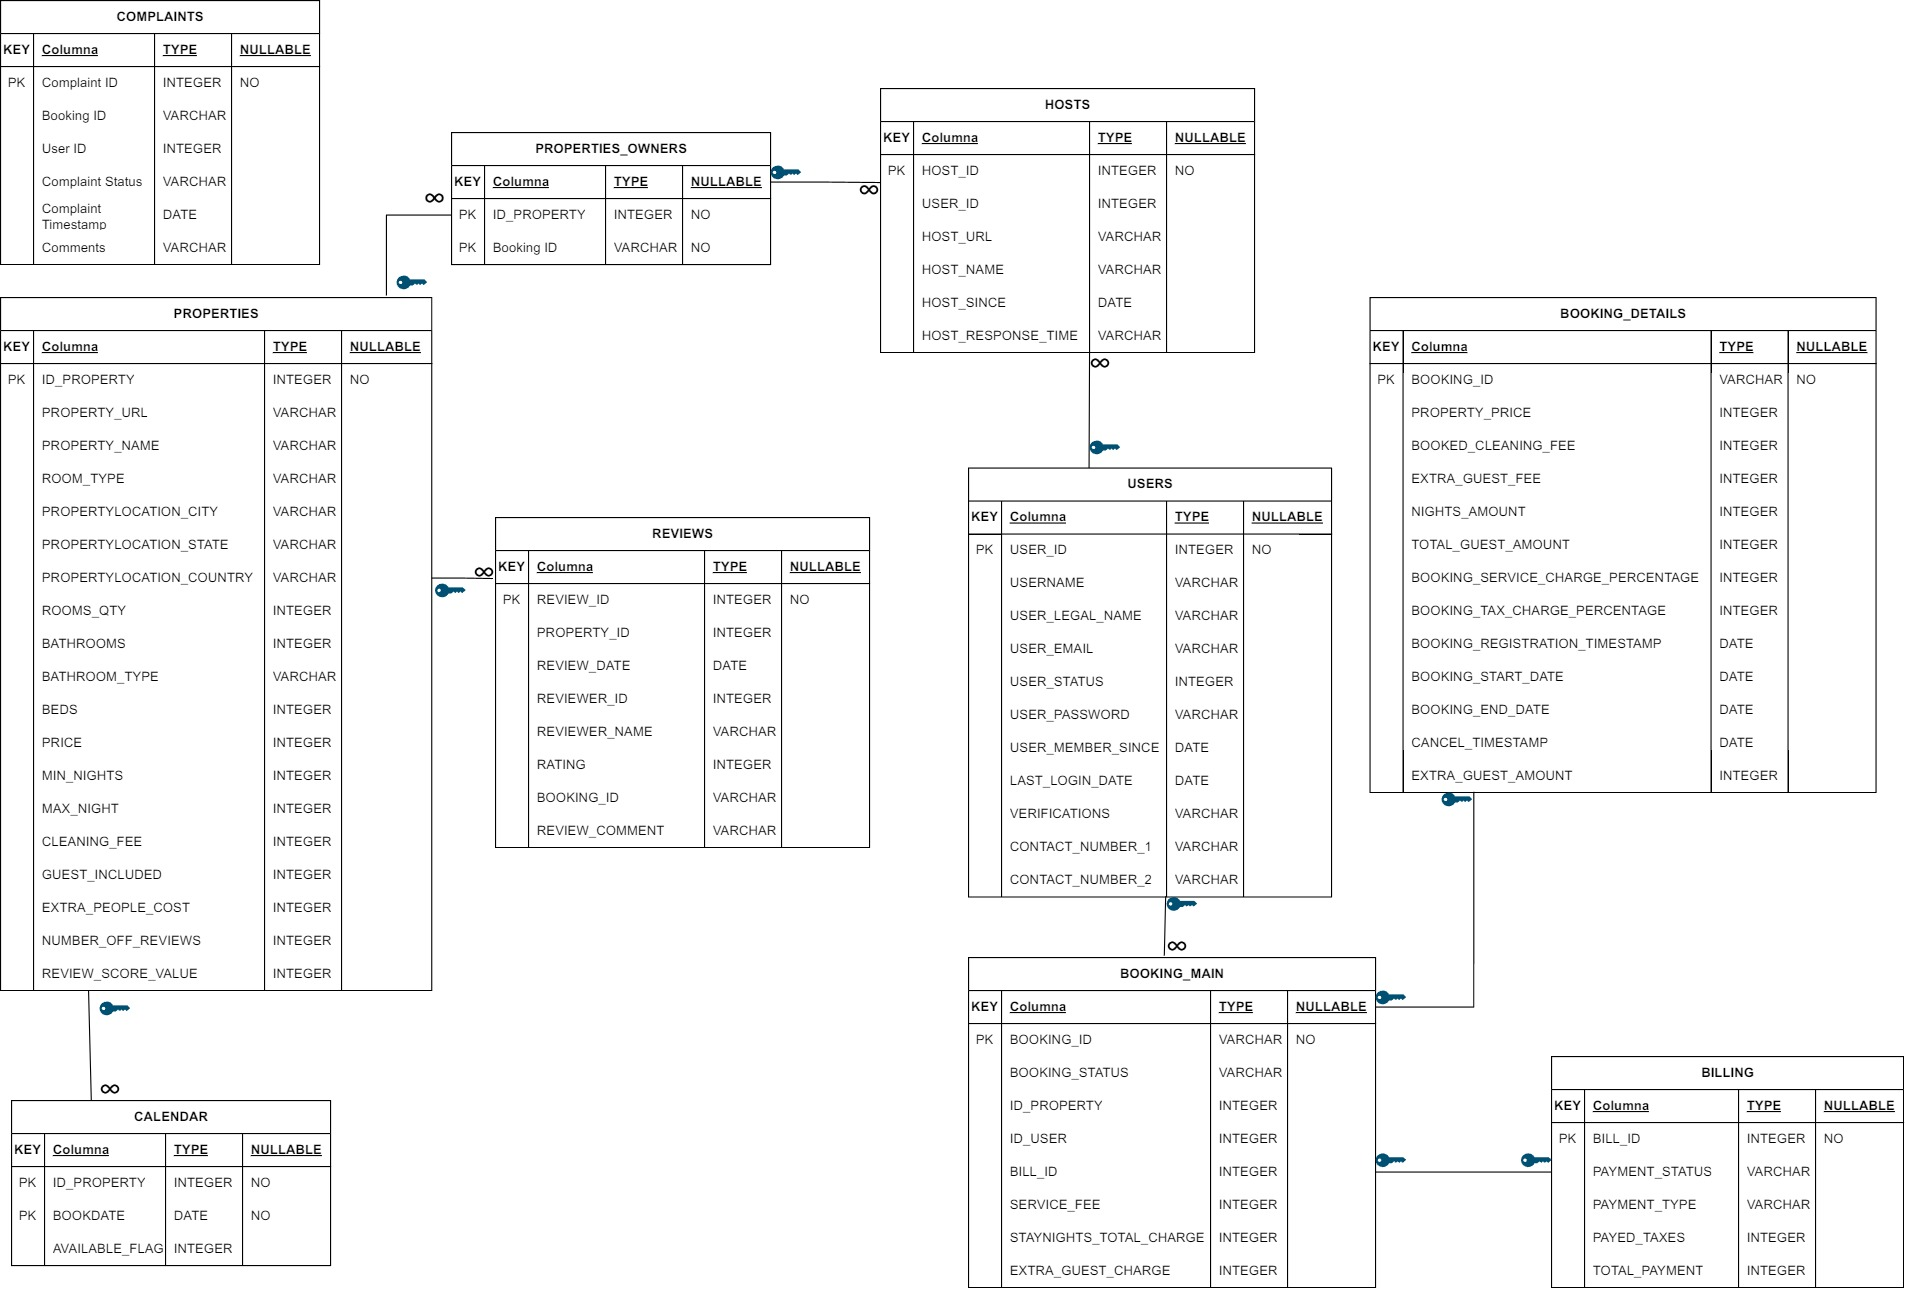 COMPLAINTS
KEY Columna TYPE NULLABLE
PK Complaint ID INTEGER NO
Booking ID VARCHAR
User ID INTEGER
Complaint Status VARCHAR
Complaint
Timestamp DATE
Comments VARCHAR
PROPERTIES_OWNERS
KEY Columna TYPE NULLABLE
PK ID_PROPERTY INTEGER NO
PK Booking ID VARCHAR NO
∞
∞
HOSTS
KEY Columna TYPE NULLABLE
PK HOST_ID INTEGER NO
USER_ID INTEGER
HOST_URL VARCHAR
HOST_NAME VARCHAR
HOST_SINCE DATE
HOST_RESPONSE_TIME VARCHAR
∞
PROPERTIES
KEY Columna TYPE NULLABLE
PK ID_PROPERTY INTEGER NO
PROPERTY_URL VARCHAR
PROPERTY_NAME VARCHAR
ROOM_TYPE VARCHAR
PROPERTYLOCATION_CITY VARCHAR
PROPERTYLOCATION_STATE VARCHAR
PROPERTYLOCATION_COUNTRY VARCHAR
ROOMS_QTY INTEGER
BATHROOMS INTEGER
BATHROOM_TYPE VARCHAR
BEDS INTEGER
PRICE INTEGER
MIN_NIGHTS INTEGER
MAX_NIGHT INTEGER
CLEANING_FEE INTEGER
GUEST_INCLUDED INTEGER
EXTRA_PEOPLE_COST INTEGER
NUMBER_OFF_REVIEWS INTEGER
REVIEW_SCORE_VALUE INTEGER
∞
REVIEWS
KEY Columna TYPE NULLABLE
PK REVIEW_ID INTEGER NO
PROPERTY_ID INTEGER
REVIEW_DATE DATE
REVIEWER_ID INTEGER
REVIEWER_NAME VARCHAR
RATING INTEGER
BOOKING_ID VARCHAR
REVIEW_COMMENT VARCHAR
USERS
KEY Columna TYPE NULLABLE
PK USER_ID INTEGER NO
USERNAME VARCHAR
USER_LEGAL_NAME VARCHAR
USER_EMAIL VARCHAR
USER_STATUS INTEGER
USER_PASSWORD VARCHAR
USER_MEMBER_SINCE DATE
LAST_LOGIN_DATE DATE
VERIFICATIONS VARCHAR
CONTACT_NUMBER_1 VARCHAR
CONTACT_NUMBER_2 VARCHAR
∞
BOOKING_DETAILS
KEY Columna TYPE NULLABLE
PK BOOKING_ID VARCHAR NO
PROPERTY_PRICE INTEGER
BOOKED_CLEANING_FEE INTEGER
EXTRA_GUEST_FEE INTEGER
NIGHTS_AMOUNT INTEGER
TOTAL_GUEST_AMOUNT INTEGER
BOOKING_SERVICE_CHARGE_PERCENTAGE INTEGER
BOOKING_TAX_CHARGE_PERCENTAGE INTEGER
BOOKING_REGISTRATION_TIMESTAMP DATE
BOOKING_START_DATE DATE
BOOKING_END_DATE DATE
CANCEL_TIMESTAMP DATE
EXTRA_GUEST_AMOUNT INTEGER
∞
CALENDAR
KEY Columna TYPE NULLABLE
PK ID_PROPERTY INTEGER NO
PK BOOKDATE DATE NO
AVAILABLE_FLAG INTEGER
BOOKING_MAIN
KEY Columna TYPE NULLABLE
PK BOOKING_ID VARCHAR NO
BOOKING_STATUS VARCHAR
ID_PROPERTY INTEGER
ID_USER INTEGER
BILL_ID INTEGER
SERVICE_FEE INTEGER
STAYNIGHTS_TOTAL_CHARGE INTEGER
EXTRA_GUEST_CHARGE INTEGER
BILLING
KEY Columna TYPE NULLABLE
PK BILL_ID INTEGER NO
PAYMENT_STATUS VARCHAR
PAYMENT_TYPE VARCHAR
PAYED_TAXES INTEGER
TOTAL_PAYMENT INTEGER